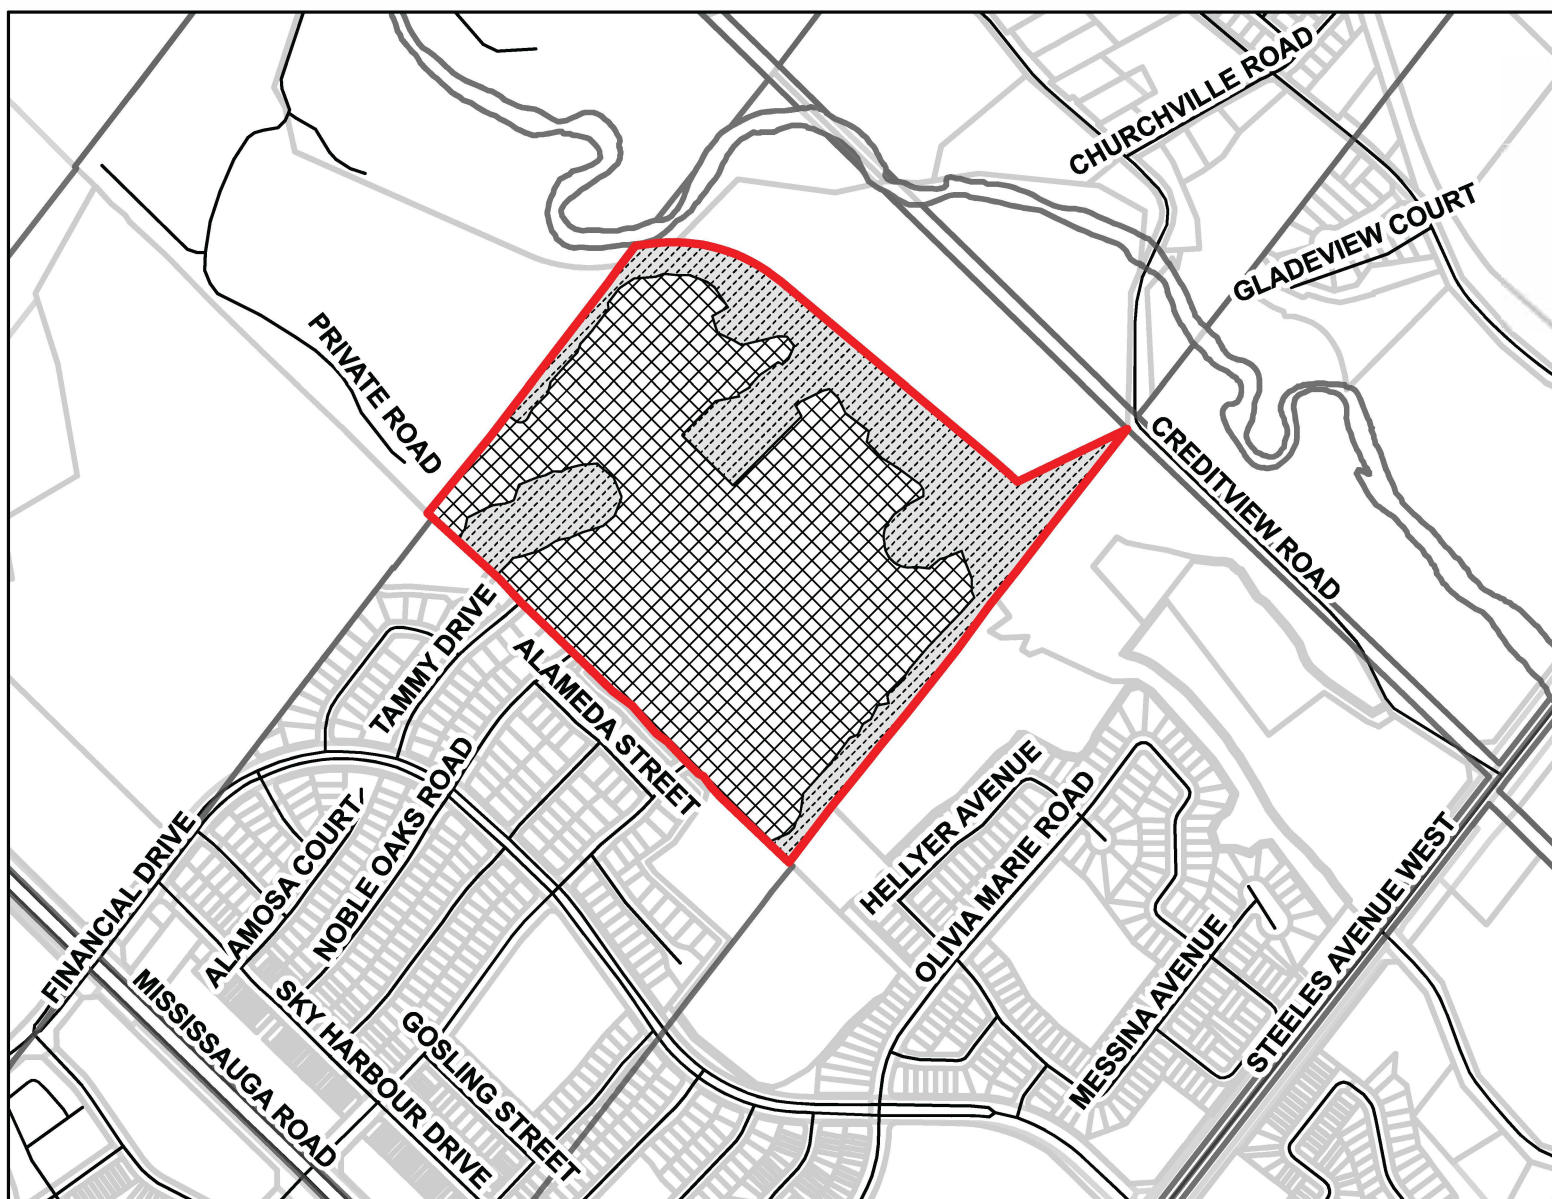 CHURCHVILLE ROAD
GLADEVIEW COURT
PRIVATE ROAD
CREDITVIEW ROAD
TAMMY DRIVE
ALAMEDA STREET
HELLYER AVENUE
OLIVIA MARIE ROAD
NOBLE OAKS ROAD
ALAMOSA COURT
FINANCIAL DRIVE
MISSISSAUGA ROAD
SKY HARBOUR DRIVE
GOSLING STREET
MESSINA AVENUE
STEELES AVENUE WEST